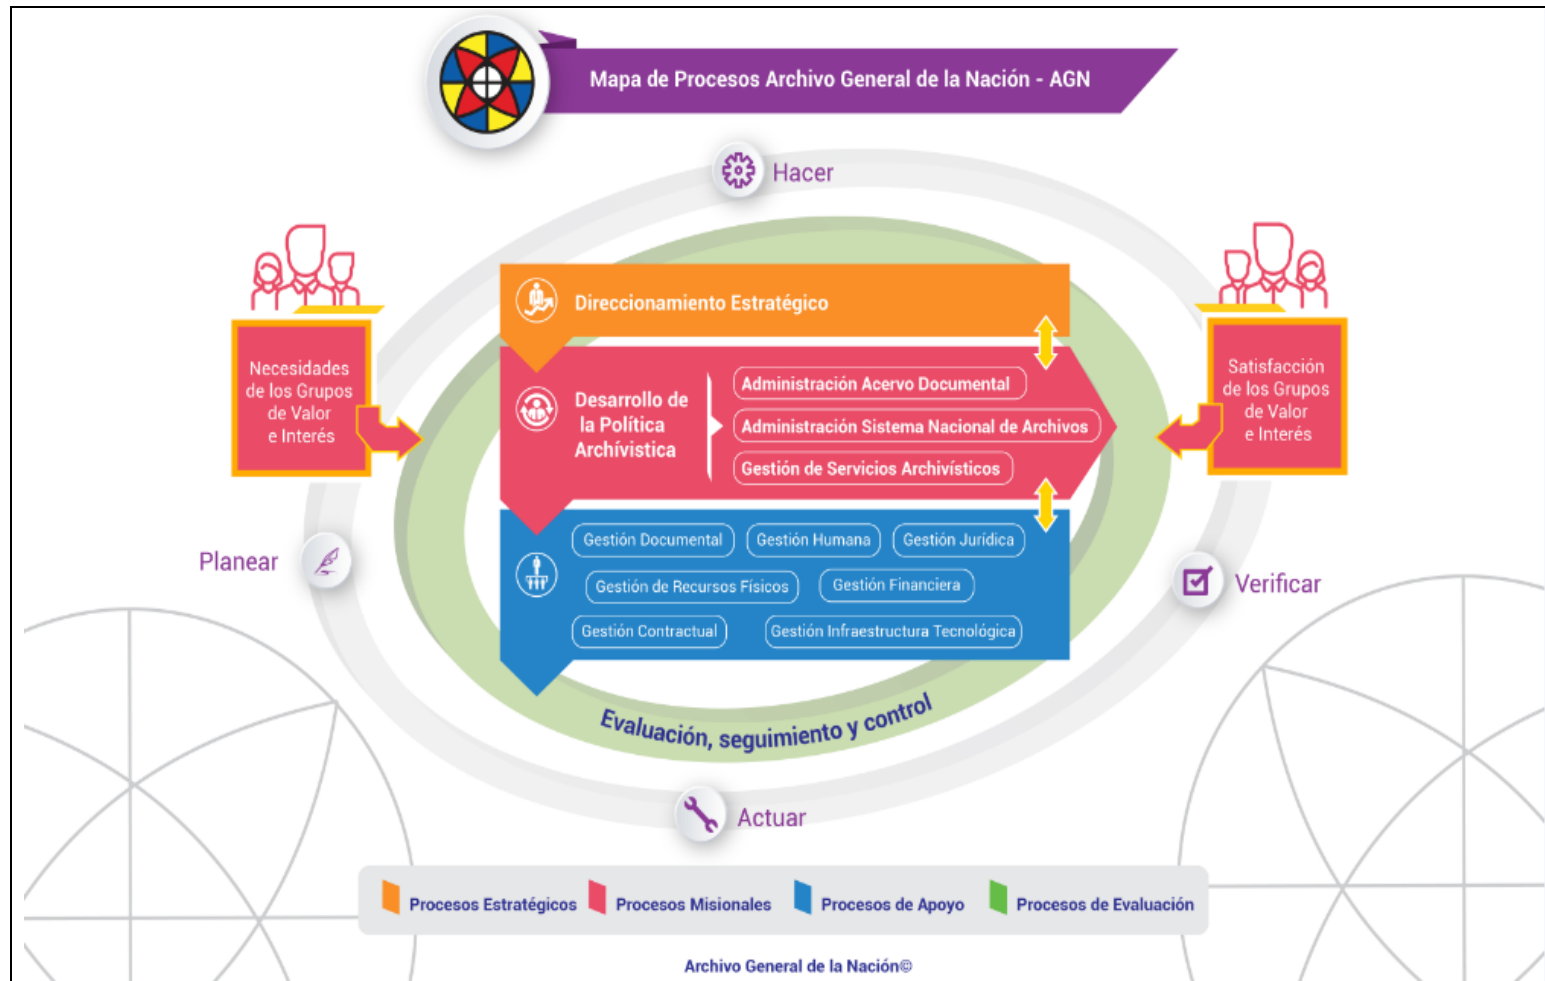 Mapa de Procesos Archivo General de la Nación - AGN
Hacer
Necesidades
de los Grupos
de Valor
e Interés
Direccionamiento Estratégico
Desarrollo de
la Política
Archívistica
Administración Acervo Documental
Administración Sistema Nacional de Archivos
Gestión de Servicios Archivísticos
Satisfacción
de los Grupos
de Valor
e Interés
Gestión Documental
Gestión Humana
Gestión Jurídica
Gestión de Recursos Físicos
Gestión Financiera
Gestión Contractual
Gestión Infraestructura Tecnológica
Planear
Verificar
Evaluación, seguimiento y control
Actuar
Procesos Estratégicos
Procesos Misionales
Procesos de Apoyo
Procesos de Evaluación
Archivo General de la Nación©